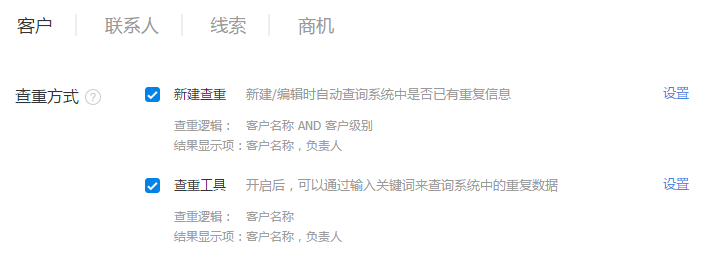 客户 联系人 线索 商机
查重方式 ? 新建查重 新建/编辑时自动查询系统中是否已有重复信息 设置
查重逻辑： 客户名称 AND 客户级别
结果显示项：客户名称，负责人
查重工具 开启后，可以通过输入关键词来查询系统中的重复数据 设置
查重逻辑： 客户名称
结果显示项：客户名称，负责人